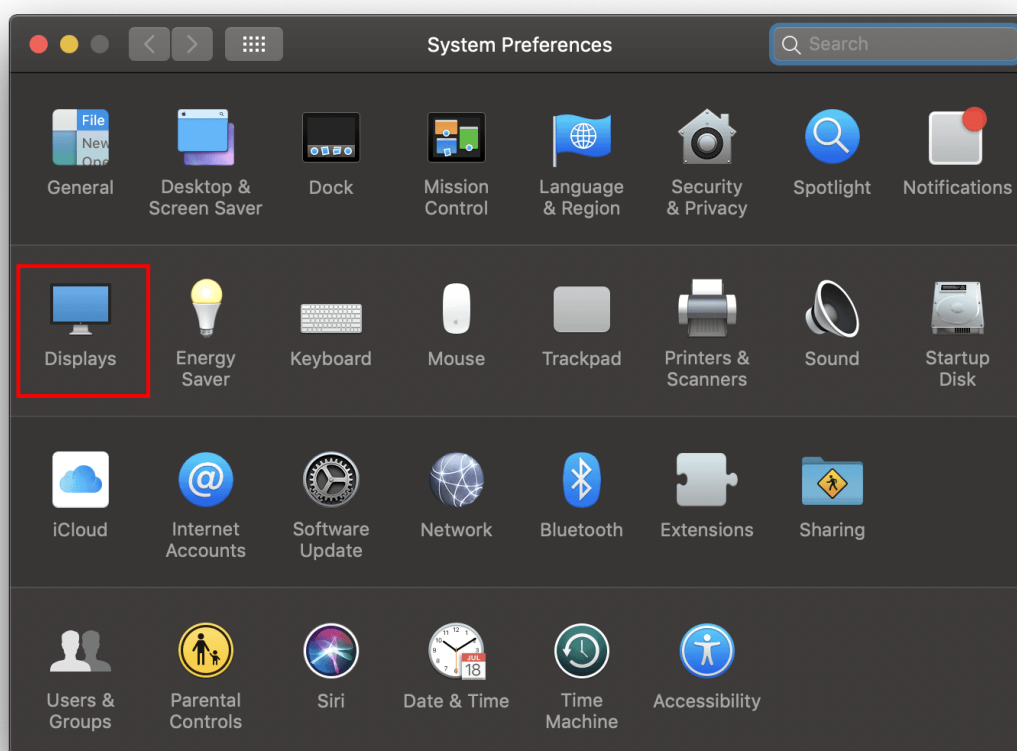 System Preferences
Search
File
New
Ope
General
Desktop &
Screen Saver
Dock
Mission
Control
Language
& Region
Security
& Privacy
Spotlight
Notifications
Displays
Energy
Saver
Keyboard
Mouse
Trackpad
Printers &
Scanners
Sound
Startup
Disk
iCloud
@
Internet
Accounts
Software
Update
Network
Bluetooth
Extensions
Sharing
Users &
Groups
Parental
Controls
Siri
JUL
18
Date & Time
Time
Machine
Accessibility